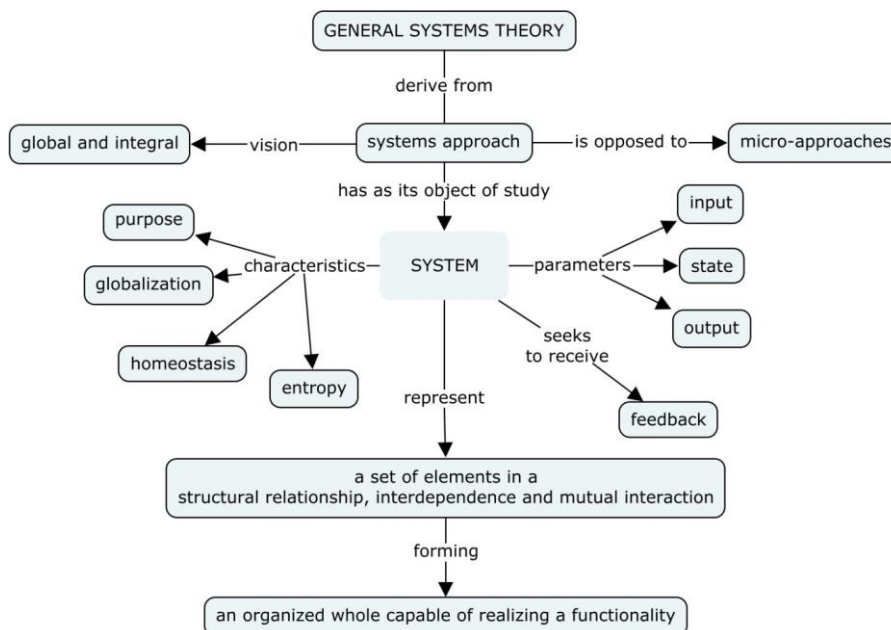 GENERAL SYSTEMS THEORY
derive from
global and integral
vision
systems approach
is opposed to
micro-approaches
has as its object of study
input
purpose
characteristics
SYSTEM
parameters
state
globalization
output
seeks
to receive
homeostasis
entropy
represent
feedback
a set of elements in a
structural relationship, interdependence and mutual interaction
forming
an organized whole capable of realizing a functionality